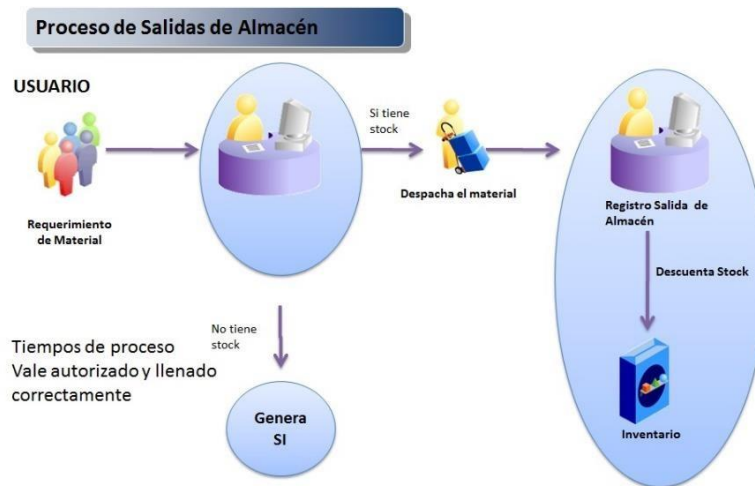 Proceso de Salidas de Almacén
USUARIO
Si tiene
stock
Requerimiento
de Material
Despacha el material
Registro Salida de
Almacén
Descuenta Stock
No tiene
stock
Tiempos de proceso
Vale autorizado y llenado
correctamente
Genera
SI
Inventario